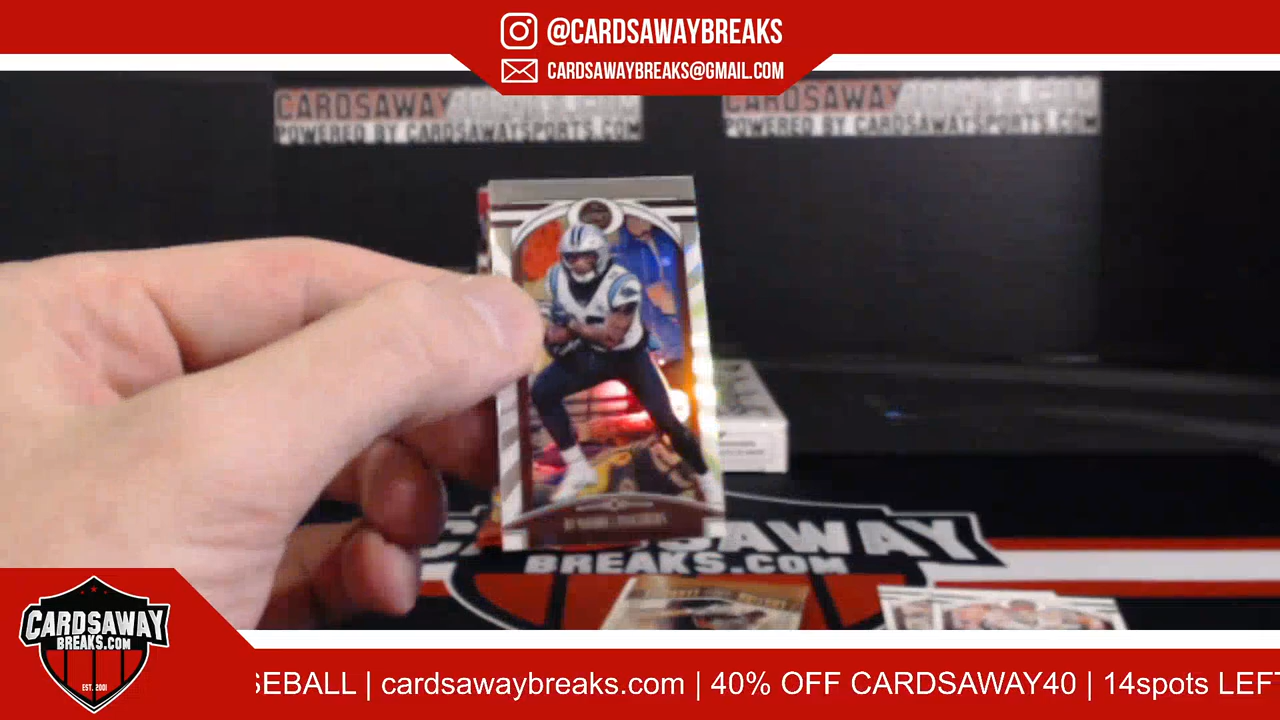 @CARDSAWAYBREAKS
CARDSAWAYBREAKS@GMAIL.COM
CARDSAWAY
POWERED BY CARDSAWAYSPORTS.COM
CARDSAWAY
POWERED BY CARDSAWAYSPORTS.COM
AWAY
BREAKS.COM
CARDSAWAY
BREAKS.COM
EST. 2001
SEBALL | cardsawaybreaks.com | 40% OFF CARDSAWAY40 | 14spots LEFT